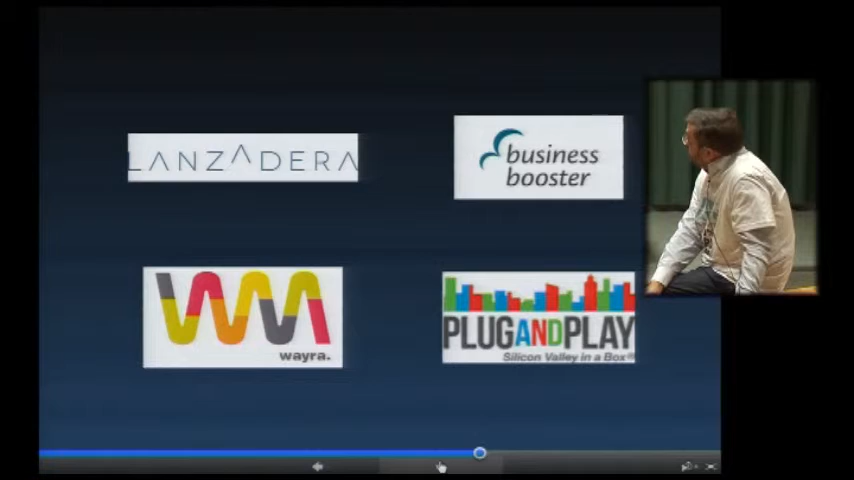 LANZADERA
business
booster
wayra.
PLUGANDPLAY
Silicon Valley in a Box®